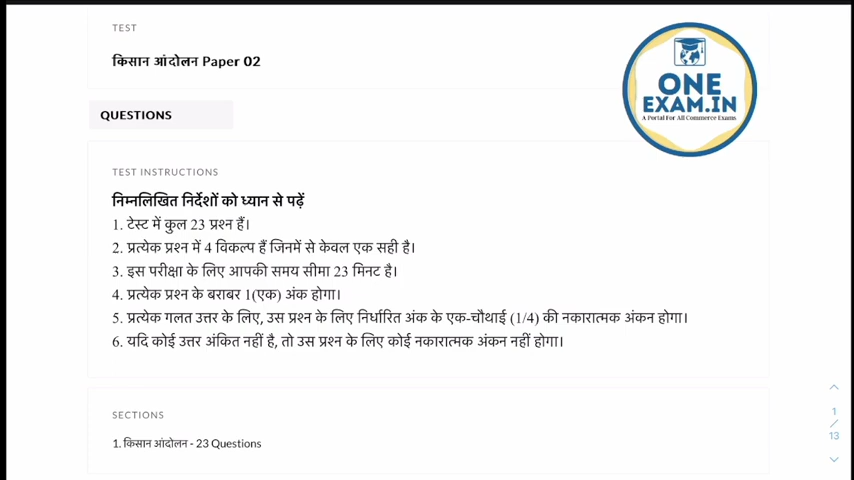 TEST
किसान आंदोलन Paper 02
ONE
EXAM.IN
A Portal For All Commerce Exams
QUESTIONS
TEST INSTRUCTIONS
निम्नलिखित निर्देशों को ध्यान से पढ़ें
1. टेस्ट में कुल 23 प्रश्न हैं।
2. प्रत्येक प्रश्न में 4 विकल्प हैं जिनमें से केवल एक सही है।
3. इस परीक्षा के लिए आपकी समय सीमा 23 मिनट है।
4. प्रत्येक प्रश्न के बराबर 1(एक) अंक होगा।
5. प्रत्येक गलत उत्तर के लिए, उस प्रश्न के लिए निर्धारित अंक के एक-चौथाई (1/4) की नकारात्मक अंकन होगी।
6. यदि कोई उत्तर अंकित नहीं है, तो उस प्रश्न के लिए कोई नकारात्मक अंकन नहीं होगा।
SECTIONS
1. किसान आंदोलन - 23 Questions
1
/
13